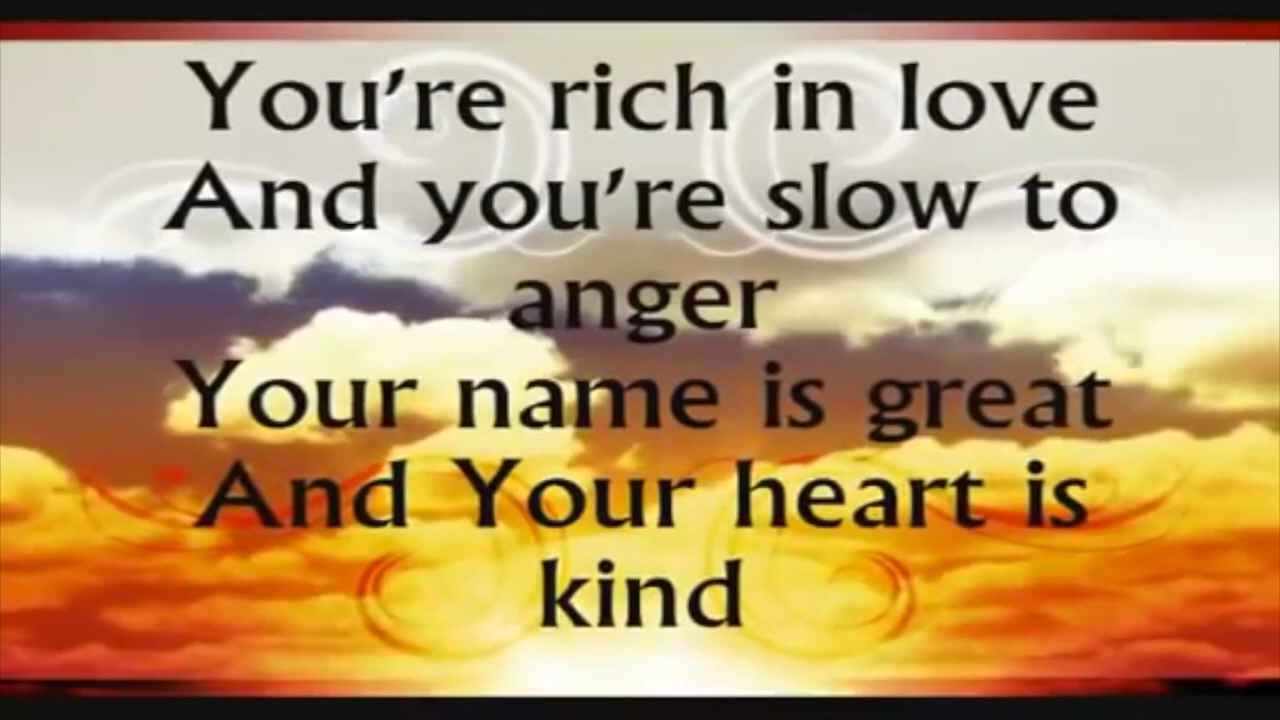 You're rich in love
And you're slow to
anger
Your name is great
And Your heart is
kind